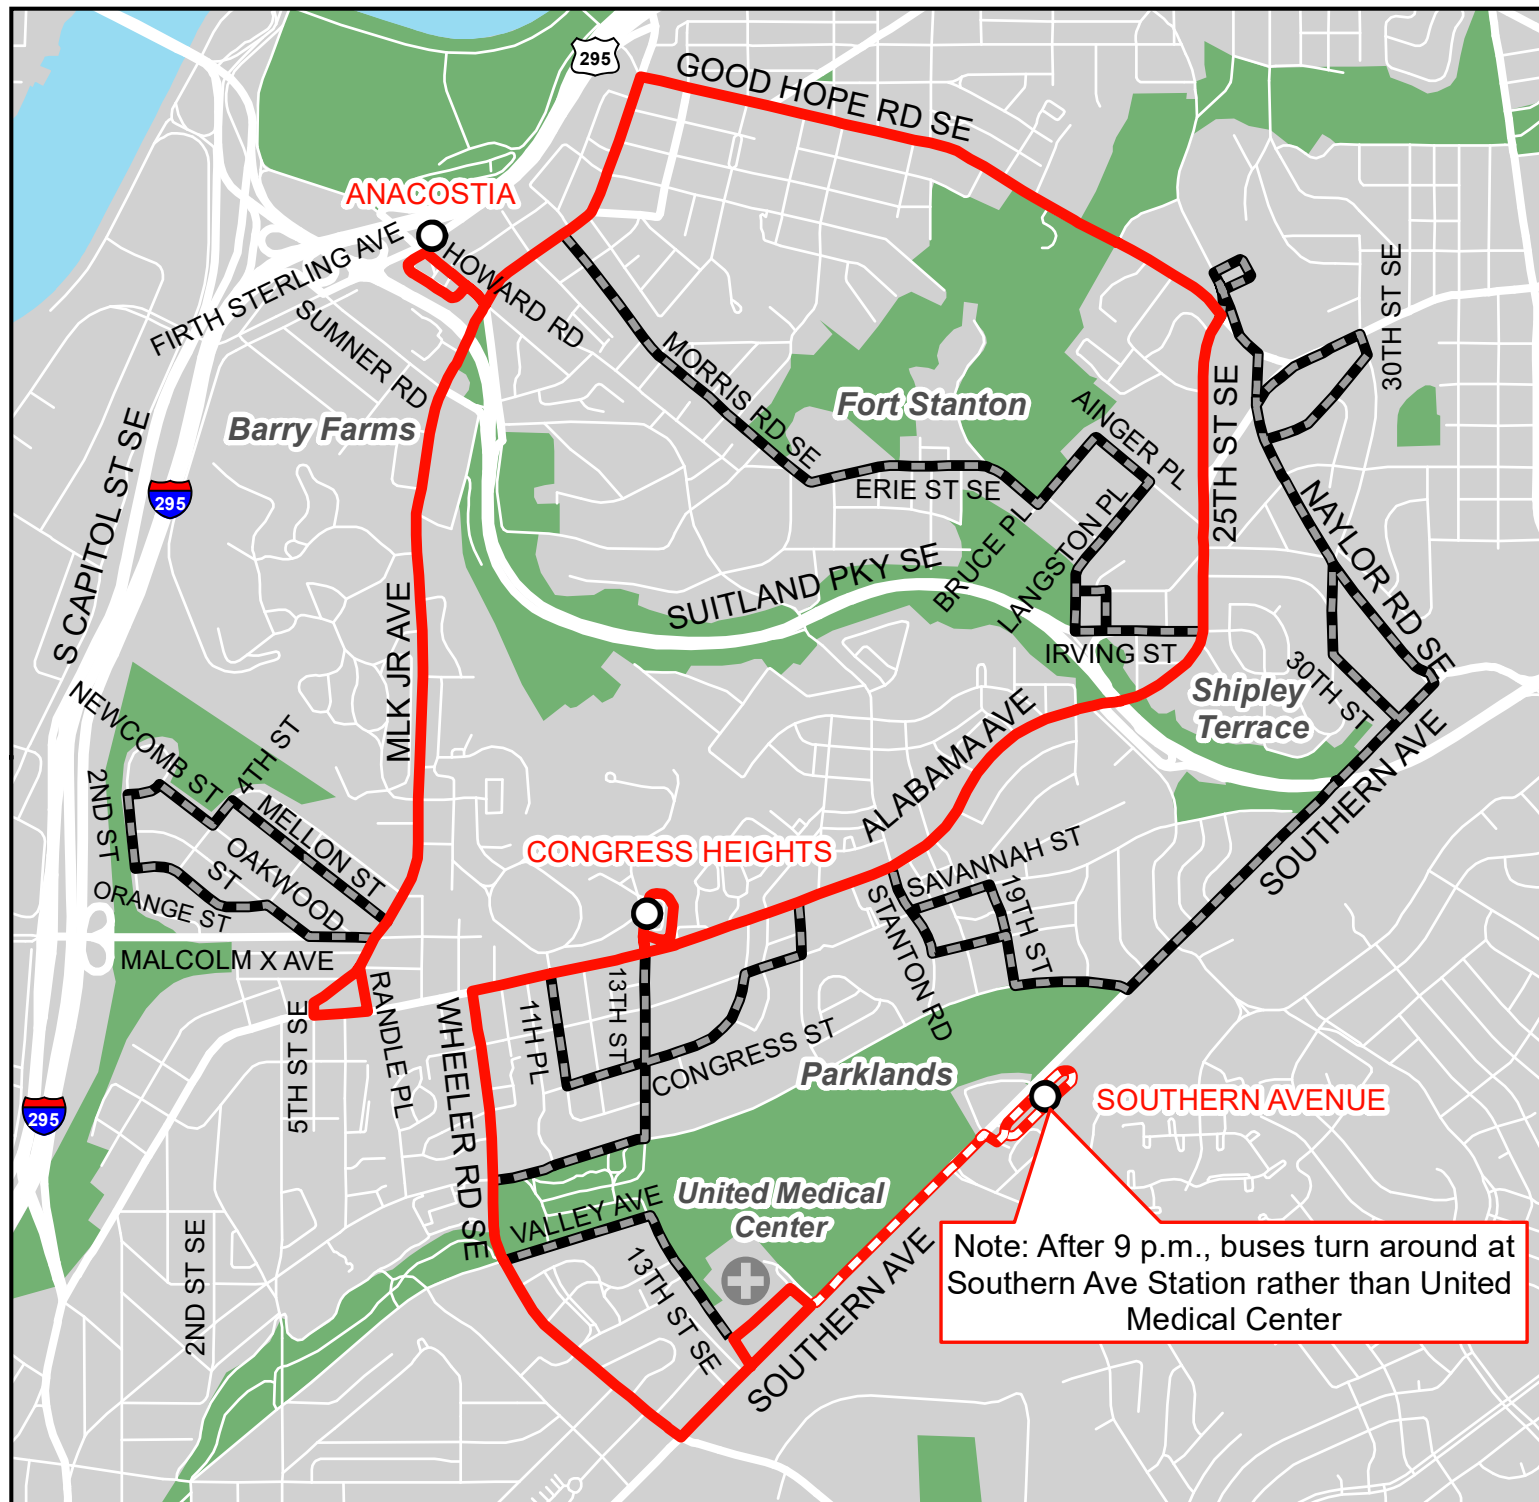 295
GOOD HOPE RD SE
ANACOSTIA
FIRTH STERLING AVE
HOWARD RD
SUMNER RD
30TH ST SE
MORRIS RD SE
Fort Stanton
AINGER PL
Barry Farms
25TH ST SE
S CAPITOL ST SE
295
ERIE ST SE
NAYLOR RD SE
BRUCE PL
LANGSTON PL
SUITLAND PKY SE
IRVING ST
MLK JR AVE
30TH ST
Shipley
Terrace
NEWCOMB ST
4TH ST
2ND ST
MELLON ST
OAKWOOD
ST
ORANGE ST
ALABAMA AVE
SOUTHERN AVE
CONGRESS HEIGHTS
SAVANNAH ST
19TH ST
STANTON RD
MALCOLM X AVE
RANDLE PL
5TH ST SE
WHEELER RD SE
11H PL
13TH ST
CONGRESS ST
Parklands
SOUTHERN AVENUE
295
VALLEY AVE
United Medical
Center
13TH ST SE
2ND ST SE
SOUTHERN AVE
Note: After 9 p.m., buses turn around at
Southern Ave Station rather than United
Medical Center